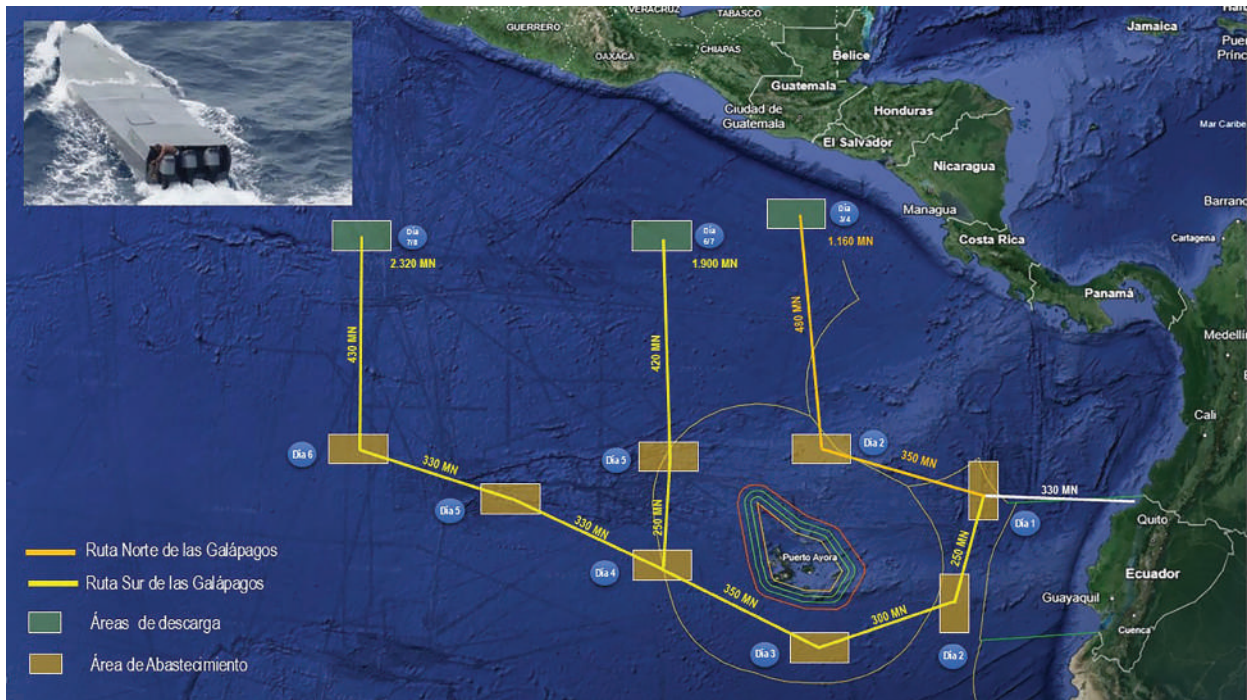 VERACRUZ
TABASCO
GUERRERO
OAXACA
CHIAPAS
Belice
Jamaica
Guatemala
Honduras
Ciudad de
Guatemala
El Salvador
Mar Caribe
Nicaragua
Managua
Barran
Costa Rica
Cartagena
Panamá
Medellín
Cali
Día
7/8
2.320 MN
Día
6/7
1.900 MN
Día
3/4
1.160 MN
430 MN
420 MN
480 MN
Día 6
330 MN
Día 5
Día 2
350 MN
330 MN
Día 1
Quito
Día 5
330 MN
250 MN
250 MN
Puerto Ayora
Ecuador
Día 4
350 MN
300 MN
Guayaquil
Cuenca
Día 3
Día 2
Ruta Norte de las Galápagos
Ruta Sur de las Galápagos
Áreas de descarga
Área de Abastecimiento